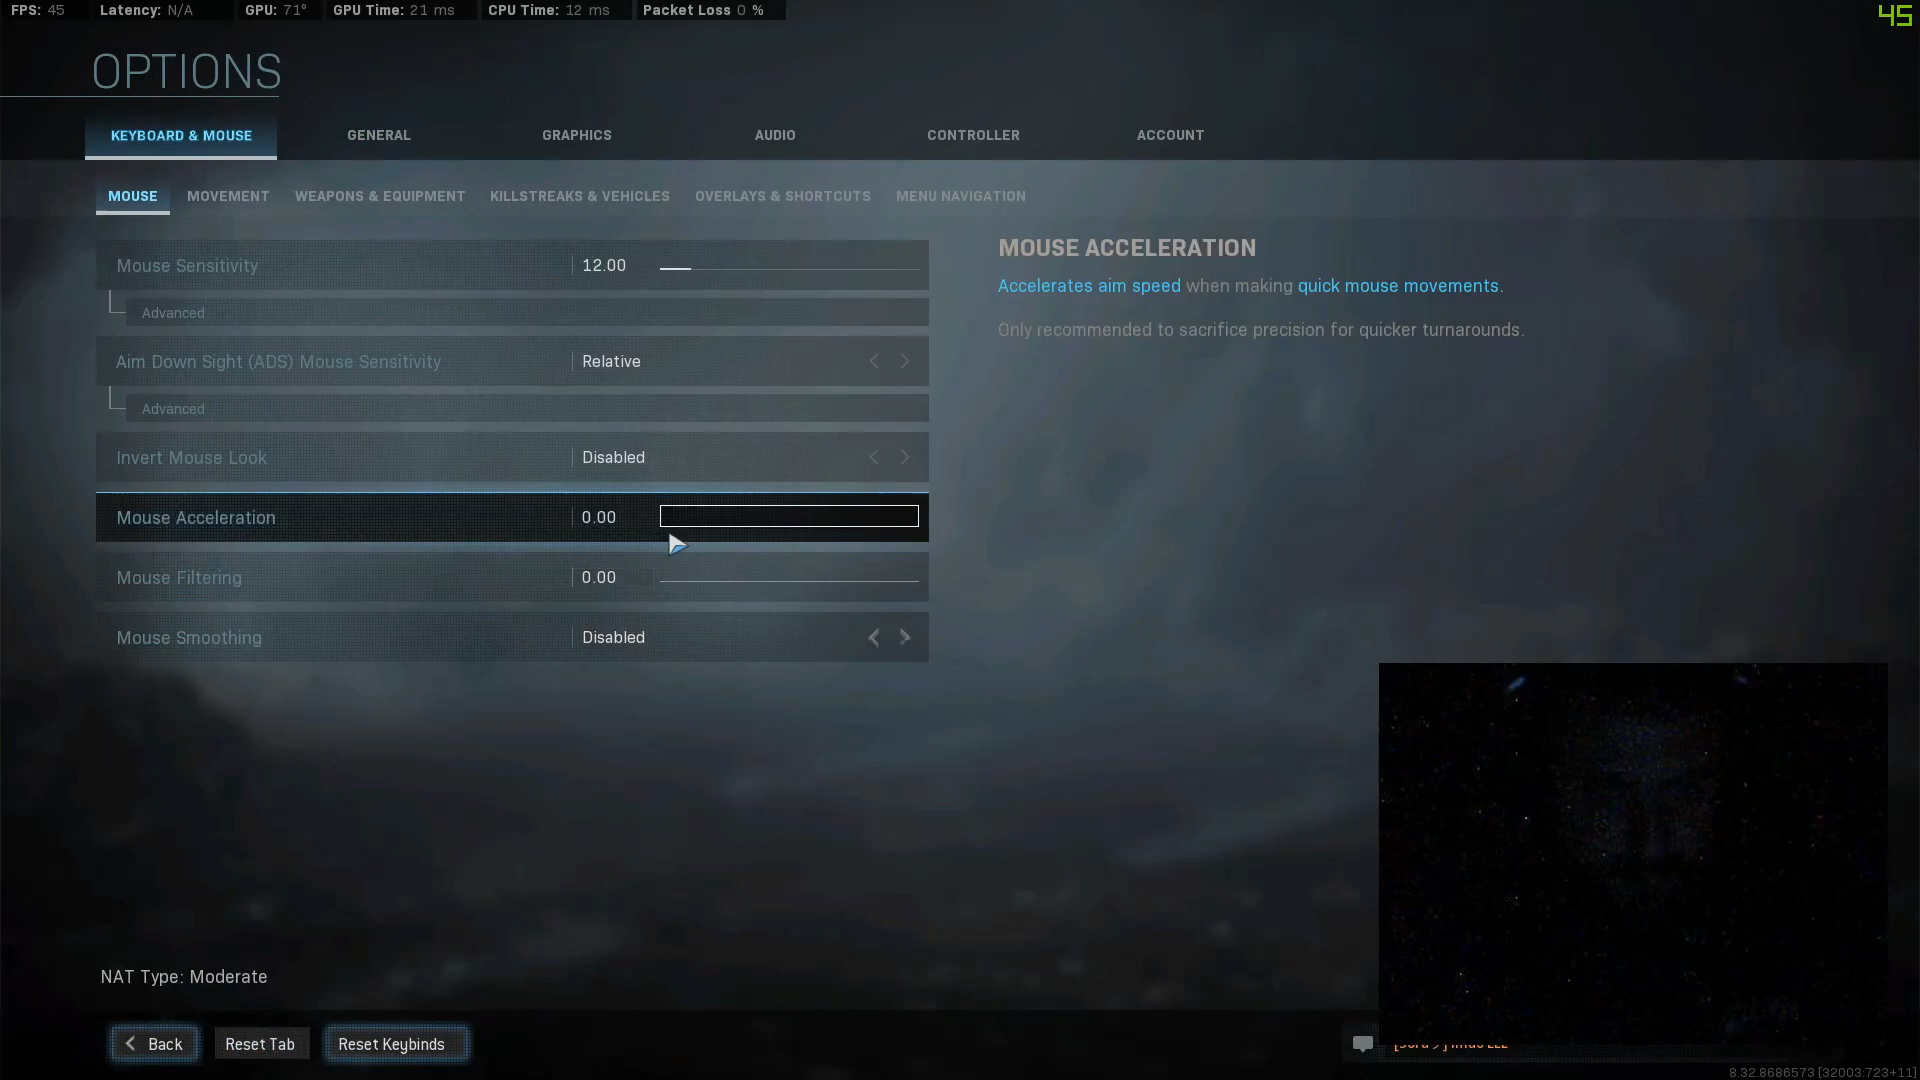 FPS: 45 Latency: N/A GPU: 71° GPU Time: 21 ms CPU Time: 12 ms Packet Loss 0 %
45
OPTIONS
KEYBOARD & MOUSE GENERAL GRAPHICS AUDIO CONTROLLER ACCOUNT
MOUSE MOVEMENT WEAPONS & EQUIPMENT KILLSTREAKS & VEHICLES OVERLAYS & SHORTCUTS MENU NAVIGATION
Mouse Sensitivity 12.00
Advanced
Aim Down Sight (ADS) Mouse Sensitivity Relative
Advanced
Invert Mouse Look Disabled
Mouse Acceleration 0.00
Mouse Filtering 0.00
Mouse Smoothing Disabled
MOUSE ACCELERATION
Accelerates aim speed when making quick mouse movements.
Only recommended to sacrifice precision for quicker turnarounds.
NAT Type: Moderate
Back Reset Tab Reset Keybinds
8.32.8686573 [32003:723+11]